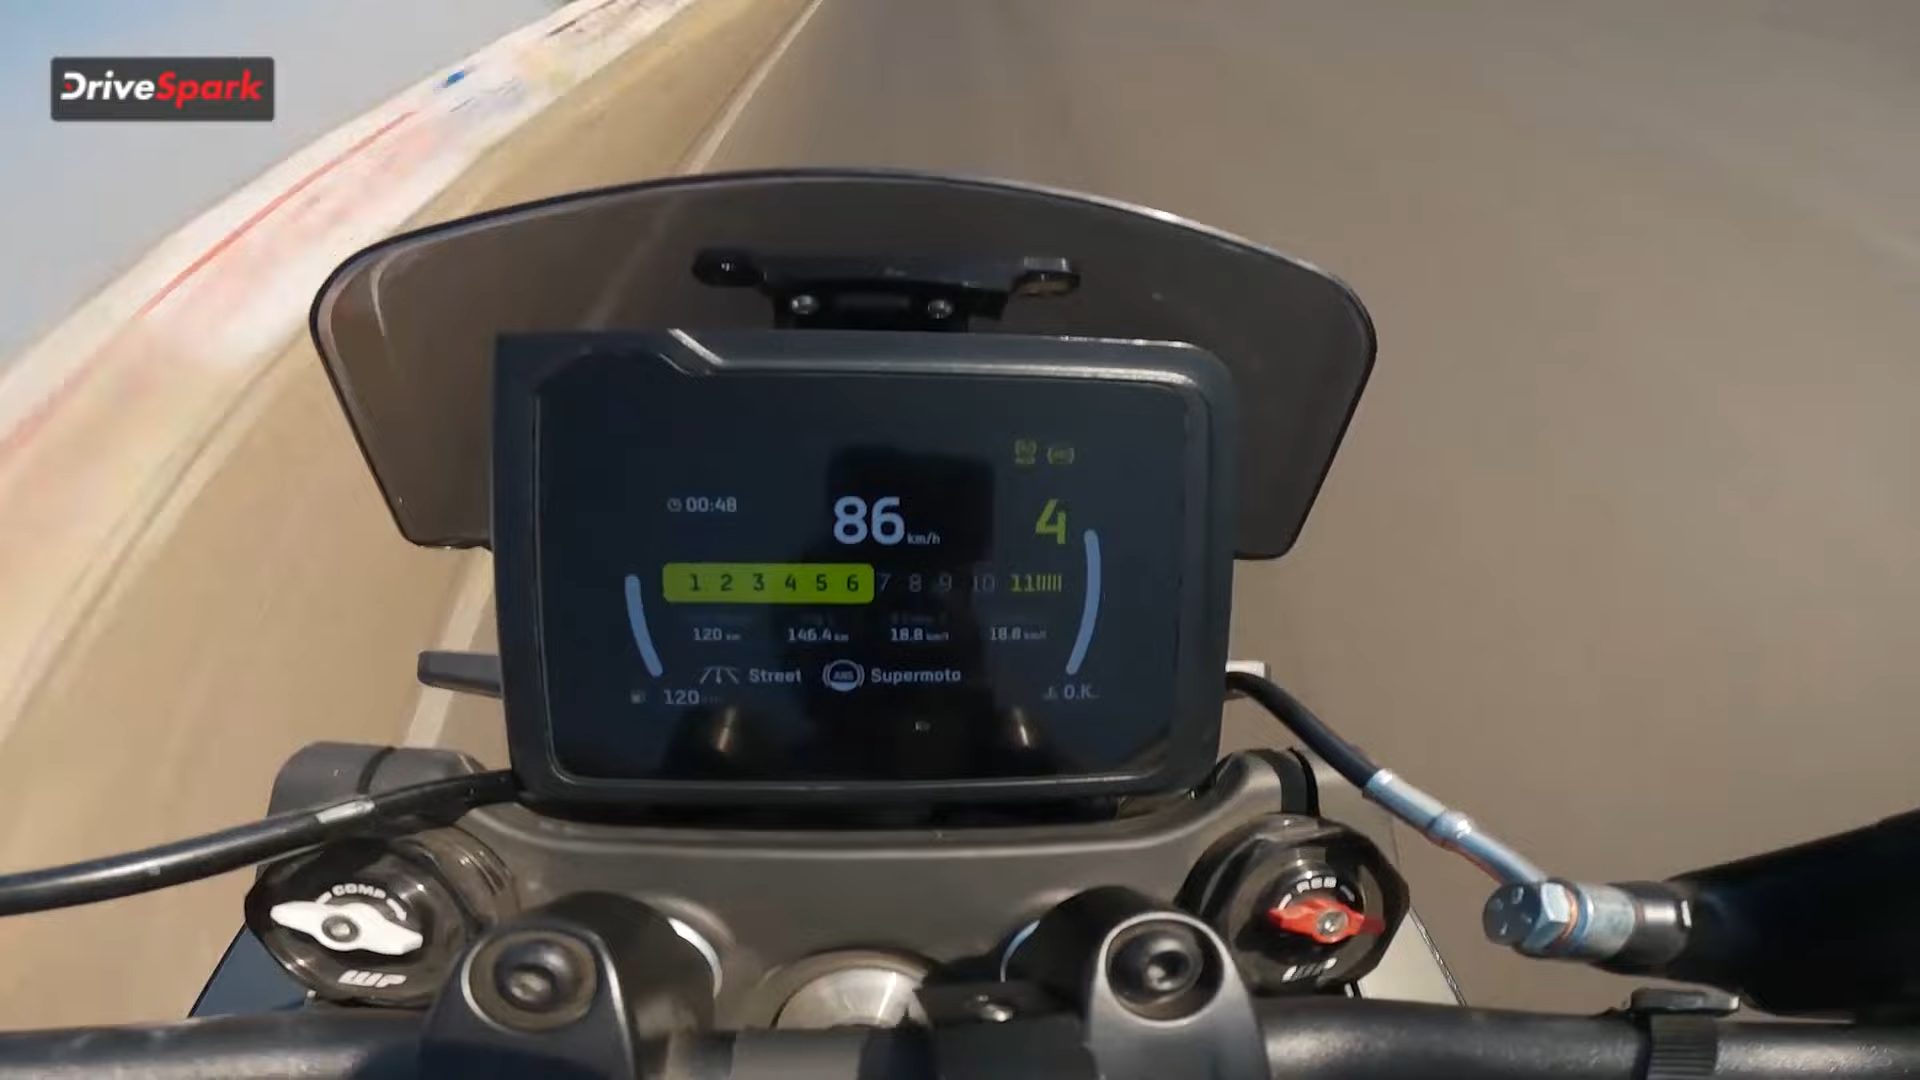 DriveSpark
00:48
86 km/h
4
1 2 3 4 5 6 7 8 9 10 11
120 km 146.4 km 18.8 km/l 18.8 km/l
Street ABS Supermoto
120
O.K.
COMP
WP
REB
WP